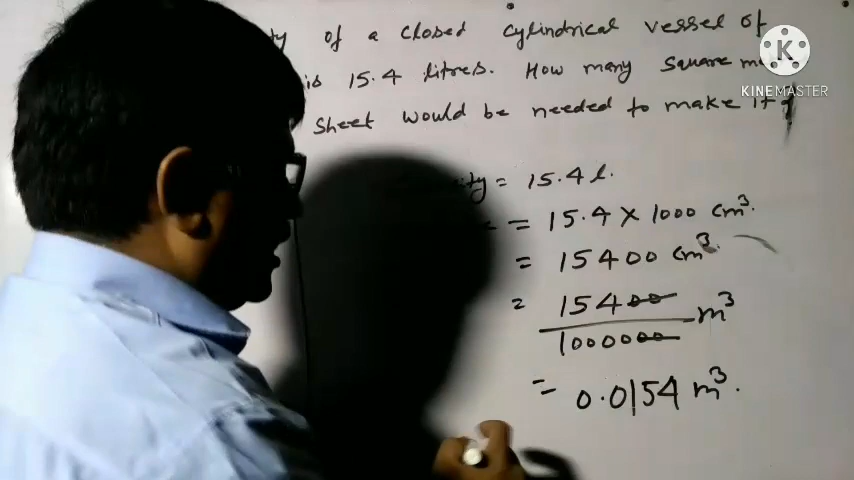 of a closed cylindrical vessel of
is 15.4 litres. How many square
sheet would be needed to make it?
= 15.4 l.
= 15.4 × 1000 cm³.
= 15400 cm³.
= 15400/1000000 m³
= 0.0154 m³.
K
KINEMASTER